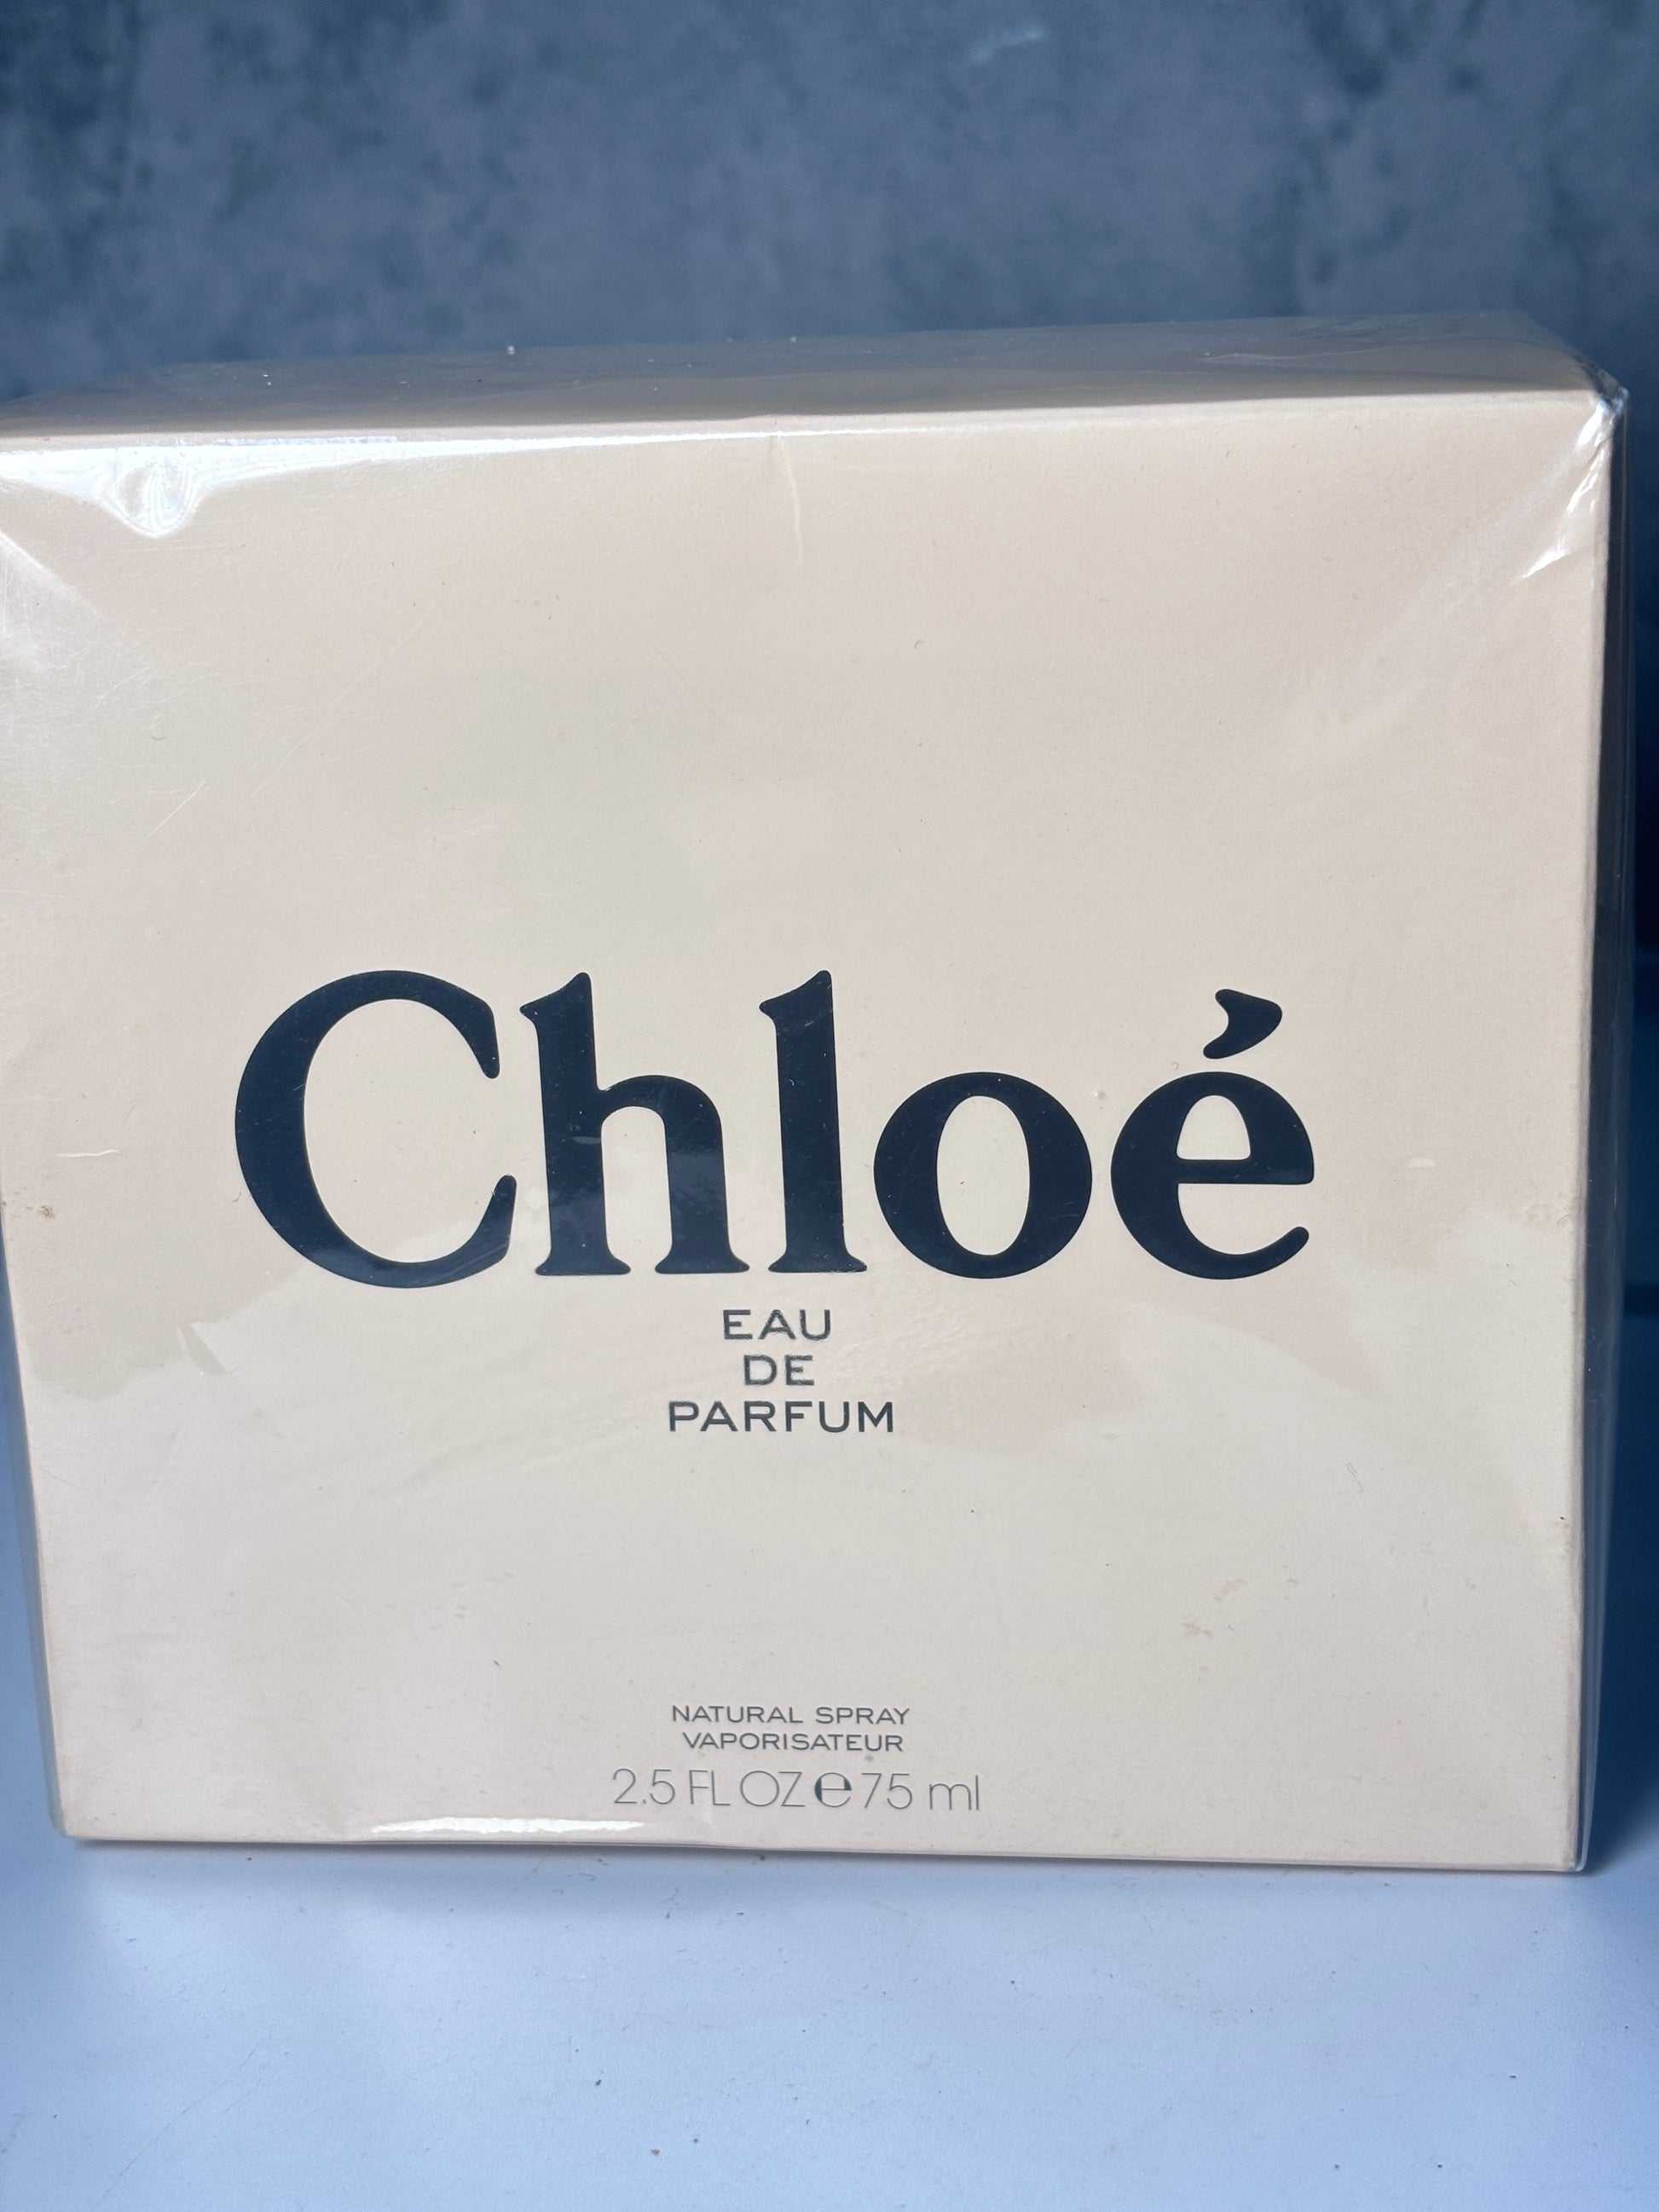 Chloé
EAU
DE
PARFUM
NATURAL SPRAY
VAPORISATEUR
2.5 FL OZ ℮ 75 ml